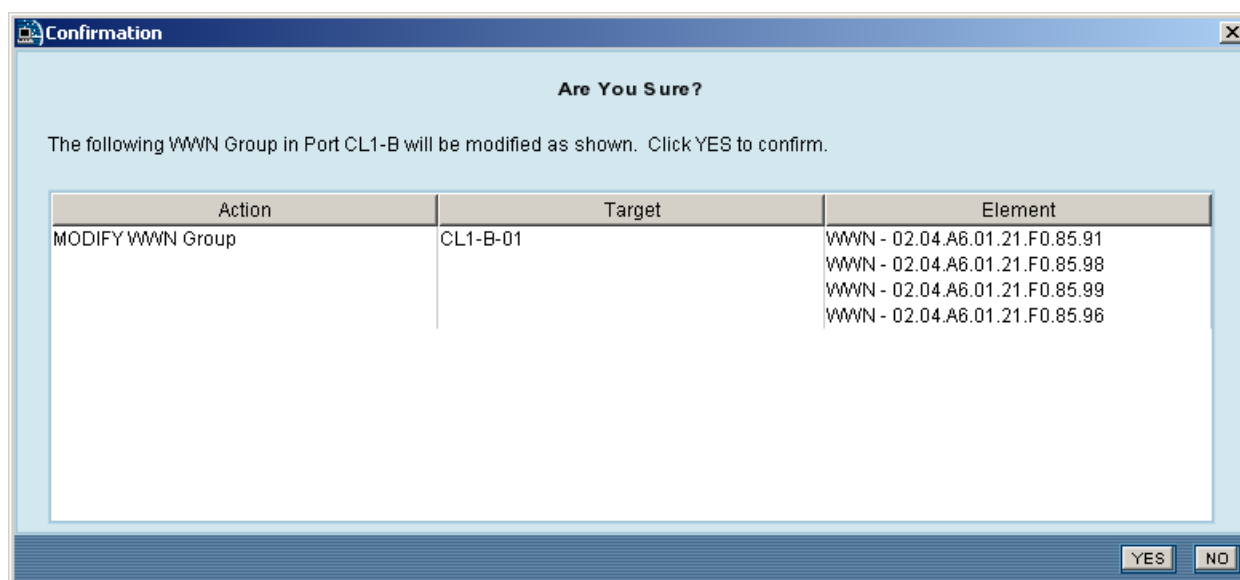 Confirmation
Are You Sure?
The following WWN Group in Port CL1-B will be modified as shown. Click YES to confirm.
Action Target Element
MODIFY WWN Group CL1-B-01 WWN - 02.04.A6.01.21.F0.85.91
WWN - 02.04.A6.01.21.F0.85.98
WWN - 02.04.A6.01.21.F0.85.99
WWN - 02.04.A6.01.21.F0.85.96
YES NO